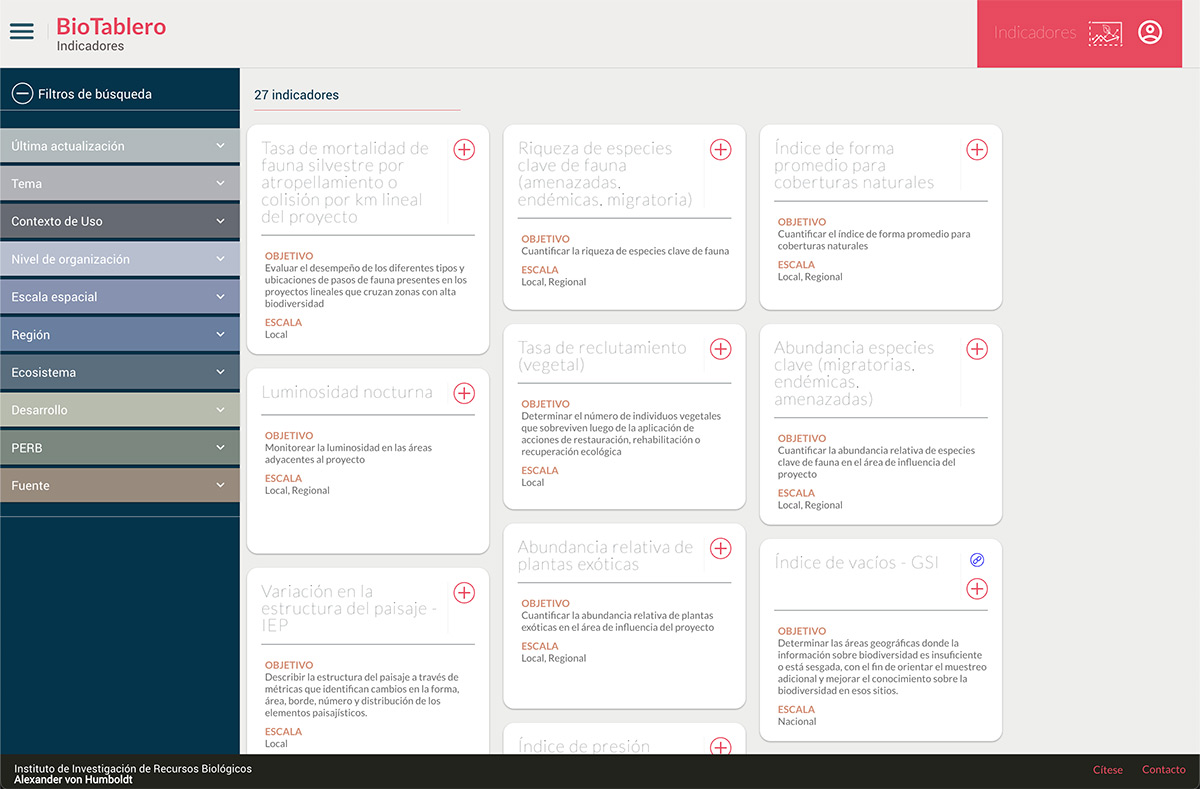 BioTablero
Indicadores
Indicadores
Filtros de búsqueda
Última actualización
Tema
Contexto de Uso
Nivel de organización
Escala espacial
Región
Ecosistema
Desarrollo
PERB
Fuente
27 indicadores
Tasa de mortalidad de
fauna silvestre por
atropellamiento o
colisión por km lineal
del proyecto
OBJETIVO
Evaluar el desempeño de los diferentes tipos y
ubicaciones de pasos de fauna presentes en los
proyectos lineales que cruzan zonas con alta
biodiversidad
ESCALA
Local
Luminosidad nocturna
OBJETIVO
Monitorear la luminosidad en las áreas
adyacentes al proyecto
ESCALA
Local, Regional
Variación en la
estructura del paisaje -
IEP
OBJETIVO
Describir la estructura del paisaje a través de
métricas que identifican cambios en la forma,
área, borde, número y distribución de los
elementos paisajísticos.
ESCALA
Local
Riqueza de especies
clave de fauna
(amenazadas,
endémicas, migratoria)
OBJETIVO
Cuantificar la riqueza de especies clave de fauna
ESCALA
Local, Regional
Tasa de reclutamiento
(vegetal)
OBJETIVO
Determinar el número de individuos vegetales
que sobreviven luego de la aplicación de
acciones de restauración, rehabilitación o
recuperación ecológica
ESCALA
Local
Abundancia relativa de
plantas exóticas
OBJETIVO
Cuantificar la abundancia relativa de plantas
exóticas en el área de influencia del proyecto
ESCALA
Local, Regional
Índice de presión
Índice de forma
promedio para
coberturas naturales
OBJETIVO
Cuantificar el índice de forma promedio para
coberturas naturales
ESCALA
Local, Regional
Abundancia especies
clave (migratorias,
endémicas,
amenazadas)
OBJETIVO
Cuantificar la abundancia relativa de especies
clave de fauna en el área de influencia del
proyecto
ESCALA
Local, Regional
Índice de vacíos - GSI
OBJETIVO
Determinar las áreas geográficas donde la
información sobre biodiversidad es insuficiente
o está sesgada, con el fin de orientar el muestreo
adicional y mejorar el conocimiento sobre la
biodiversidad en esos sitios.
ESCALA
Nacional
Instituto de Investigación de Recursos Biológicos
Alexander von Humboldt
Cítese
Contacto